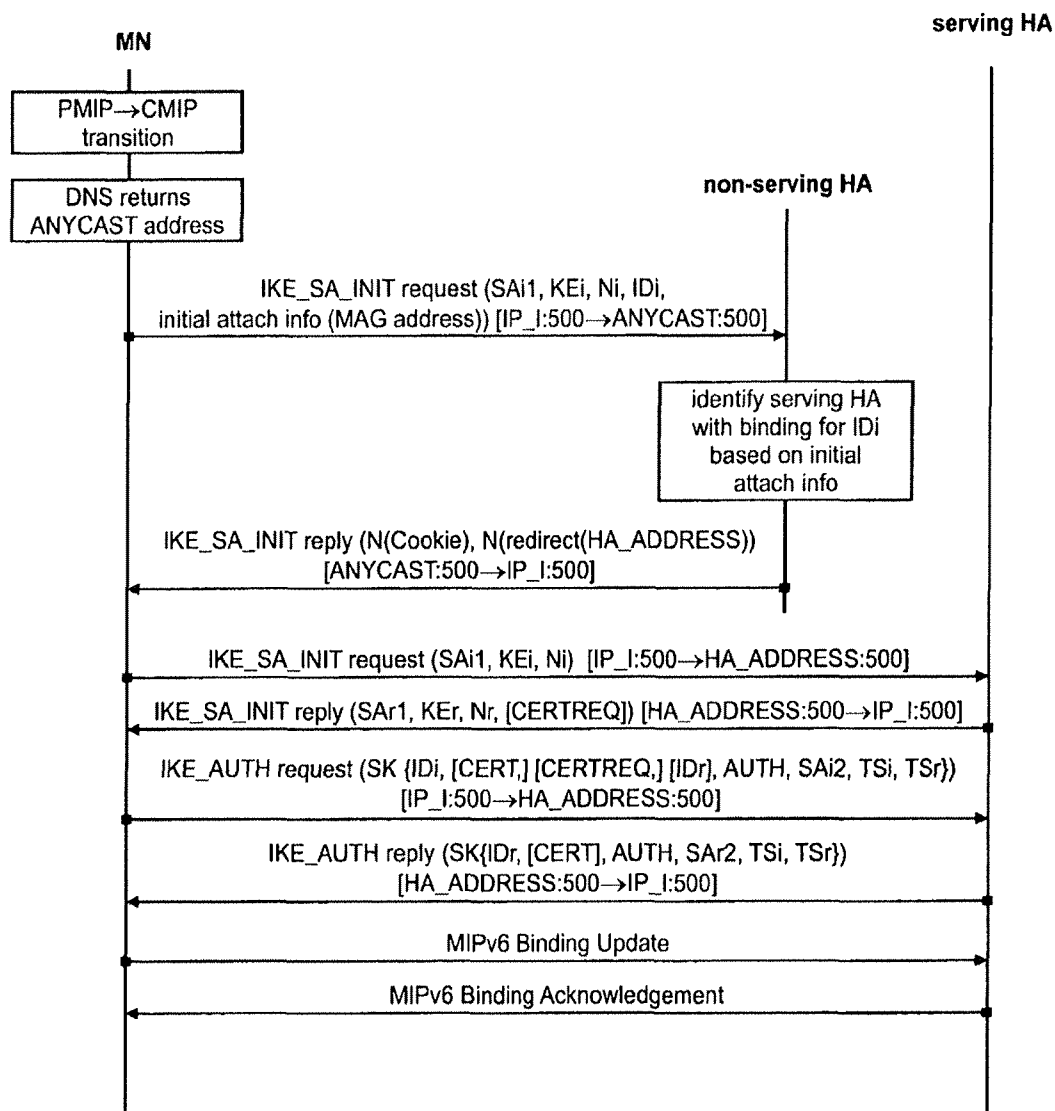 serving HA
MN
PMIP→CMIP
transition
DNS returns
ANYCAST address
non-serving HA
IKE_SA_INIT request (SAi1, KEi, Ni, IDi,
initial attach info (MAG address)) [IP_I:500→ANYCAST:500]
identify serving HA
with binding for IDi
based on initial
attach info
IKE_SA_INIT reply (N(Cookie), N(redirect(HA_ADDRESS))
[ANYCAST:500→IP_I:500]
IKE_SA_INIT request (SAi1, KEi, Ni) [IP_I:500→HA_ADDRESS:500]
IKE_SA_INIT reply (SAr1, KEr, Nr, [CERTREQ]) [HA_ADDRESS:500→IP_I:500]
IKE_AUTH request (SK {IDi, [CERT,] [CERTREQ,] [IDr], AUTH, SAi2, TSi, TSr})
[IP_I:500→HA_ADDRESS:500]
IKE_AUTH reply (SK{IDr, [CERT], AUTH, SAr2, TSi, TSr})
[HA_ADDRESS:500→IP_I:500]
MIPv6 Binding Update
MIPv6 Binding Acknowledgement